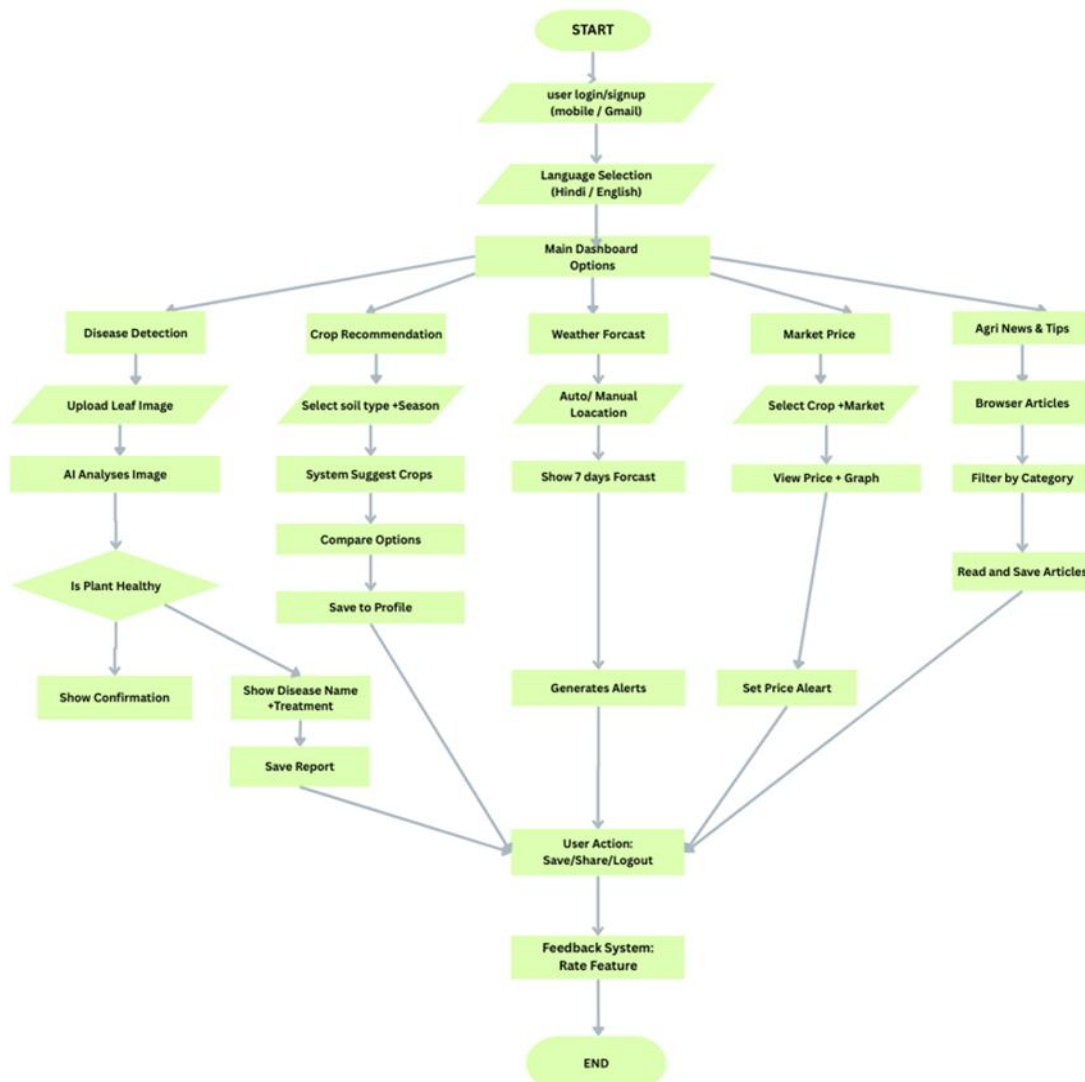 START
user login/signup
(mobile / Gmail)
Language Selection
(Hindi / English)
Main Dashboard
Options
Disease Detection
Crop Recommendation
Weather Forcast
Market Price
Agri News & Tips
Upload Leaf Image
Select soil type +Season
Auto/ Manual
Loacation
Select Crop +Market
Browser Articles
AI Analyses Image
System Suggest Crops
Show 7 days Forcast
View Price + Graph
Filter by Category
Compare Options
Is Plant Healthy
Read and Save Articles
Save to Profile
Show Confirmation
Show Disease Name
+Treatment
Generates Alerts
Set Price Aleart
Save Report
User Action:
Save/Share/Logout
Feedback System:
Rate Feature
END